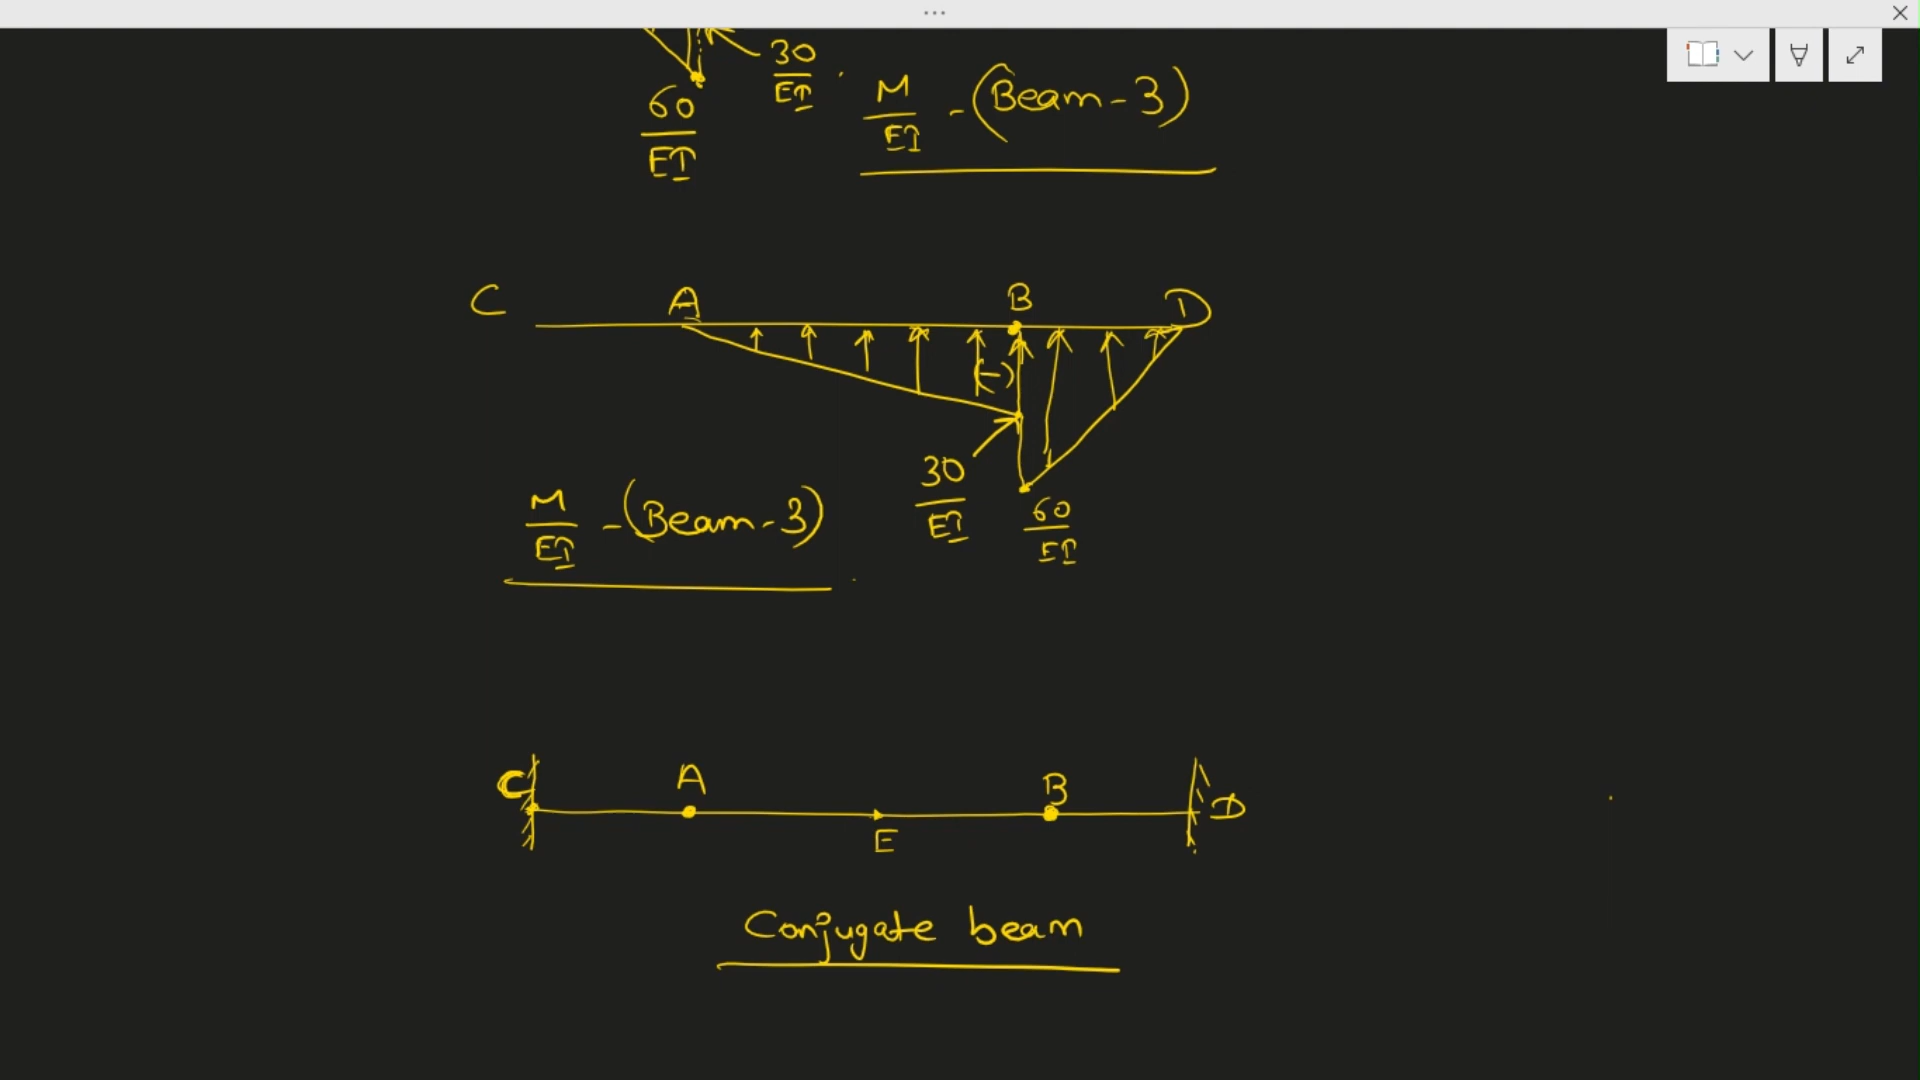 30
60 EI M - (Beam - 3)
EI EI
C A B D
(-)
30
M - (Beam - 3) 60
EI EI EI
C A B D
E
Conjugate beam